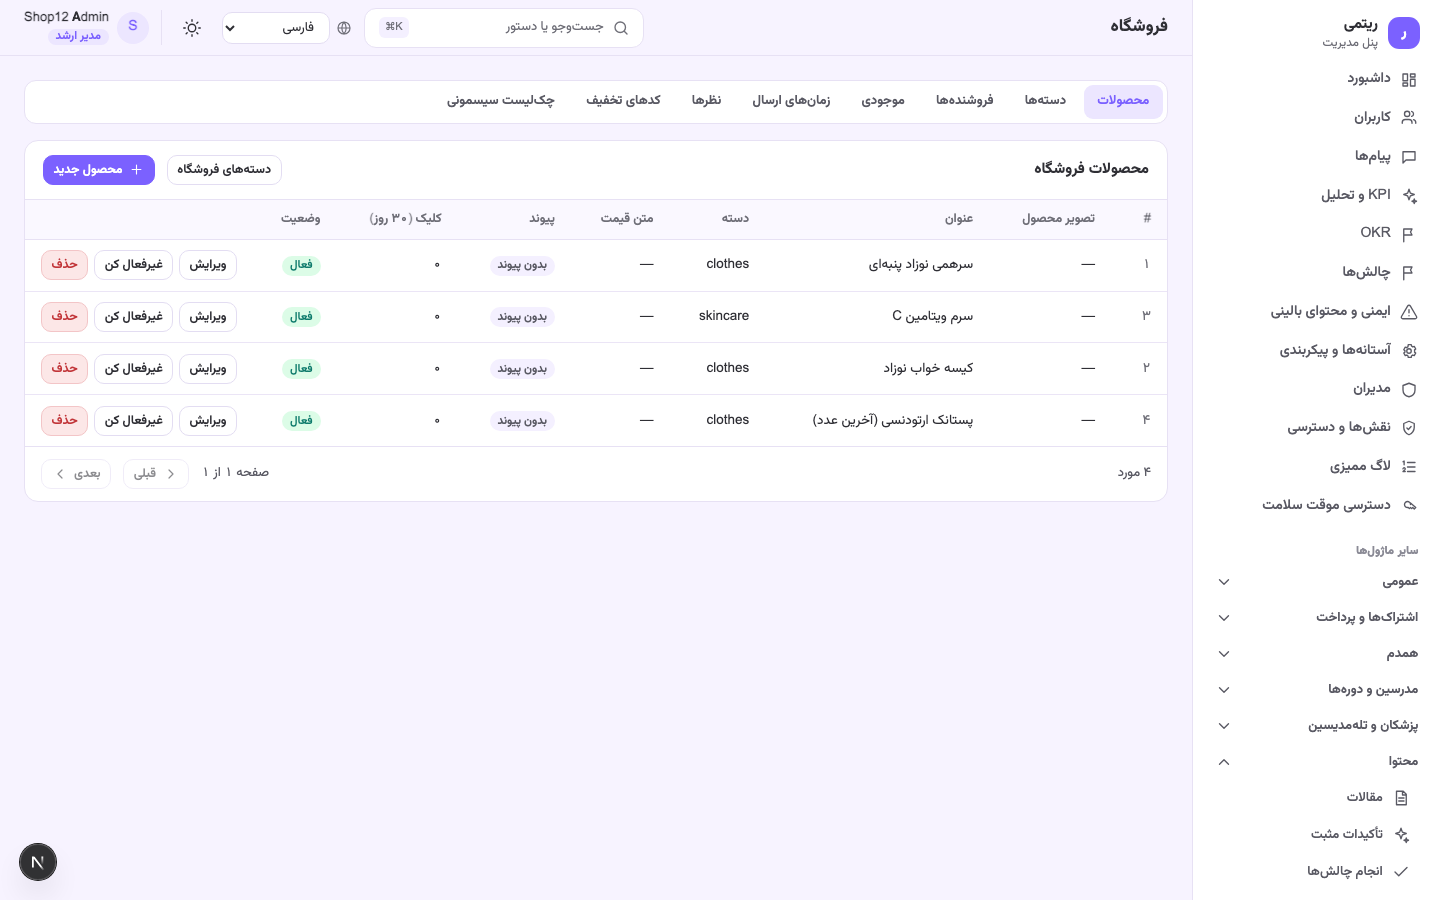 ر
ریتمی
پنل مدیریت
داشبورد
کاربران
پیام‌ها
KPI و تحلیل
OKR
چالش‌ها
ایمنی و محتوای بالینی
آستانه‌ها و پیکربندی
مدیران
نقش‌ها و دسترسی
لاگ ممیزی
دسترسی موقت سلامت
سایر ماژول‌ها
عمومی
اشتراک‌ها و پرداخت
همدم
مدرسین و دوره‌ها
پزشکان و تله‌مدیسین
محتوا
مقالات
تأکیدات مثبت
انجام چالش‌ها
فروشگاه
جست‌وجو یا دستور ⌘K
فارسی
S
Shop12 Admin
مدیر ارشد
محصولات دسته‌ها فروشنده‌ها موجودی زمان‌های ارسال نظرها کدهای تخفیف چک‌لیست سیسمونی
محصولات فروشگاه دسته‌های فروشگاه محصول جدید
# تصویر محصول عنوان دسته متن قیمت پیوند کلیک (۳۰ روز) وضعیت
۱ — سرهمی نوزاد پنبه‌ای clothes — بدون پیوند ۰ فعال ویرایش غیرفعال کن حذف
۳ — سرم ویتامین C skincare — بدون پیوند ۰ فعال ویرایش غیرفعال کن حذف
۲ — کیسه خواب نوزاد clothes — بدون پیوند ۰ فعال ویرایش غیرفعال کن حذف
۴ — پستانک ارتودنسی (آخرین عدد) clothes — بدون پیوند ۰ فعال ویرایش غیرفعال کن حذف
۴ مورد صفحه ۱ از ۱ قبلی بعدی
N